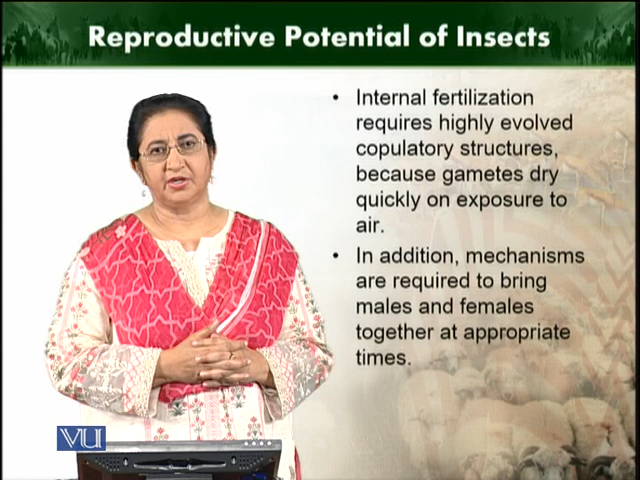 Reproductive Potential of Insects
• Internal fertilization
requires highly evolved
copulatory structures,
because gametes dry
quickly on exposure to
air.
• In addition, mechanisms
are required to bring
males and females
together at appropriate
times.
VU